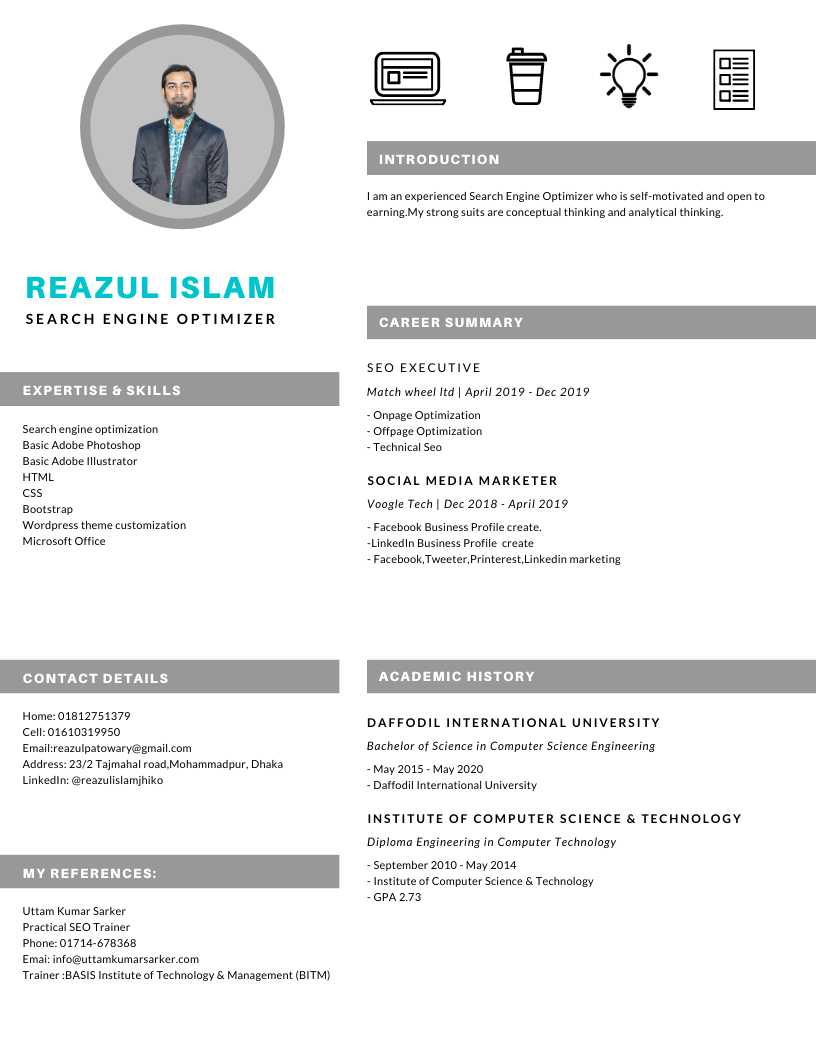 REAZUL ISLAM
SEARCH ENGINE OPTIMIZER
EXPERTISE & SKILLS
Search engine optimization
Basic Adobe Photoshop
Basic Adobe Illustrator
HTML
CSS
Bootstrap
Wordpress theme customization
Microsoft Office
CONTACT DETAILS
Home: 01812751379
Cell: 01610319950
Email:reazulpatowary@gmail.com
Address: 23/2 Tajmahal road,Mohammadpur, Dhaka
LinkedIn: @reazulislamjhiko
MY REFERENCES:
Uttam Kumar Sarker
Practical SEO Trainer
Phone: 01714-678368
Emai: info@uttamkumarsarker.com
Trainer :BASIS Institute of Technology & Management (BITM)
INTRODUCTION
I am an experienced Search Engine Optimizer who is self-motivated and open to
earning.My strong suits are conceptual thinking and analytical thinking.
CAREER SUMMARY
SEO EXECUTIVE
Match wheel ltd | April 2019 - Dec 2019
- Onpage Optimization
- Offpage Optimization
- Technical Seo
SOCIAL MEDIA MARKETER
Voogle Tech | Dec 2018 - April 2019
- Facebook Business Profile create.
-LinkedIn Business Profile  create
- Facebook,Tweeter,Printerest,Linkedin marketing
ACADEMIC HISTORY
DAFFODIL INTERNATIONAL UNIVERSITY
Bachelor of Science in Computer Science Engineering
- May 2015 - May 2020
- Daffodil International University
INSTITUTE OF COMPUTER SCIENCE & TECHNOLOGY
Diploma Engineering in Computer Technology
- September 2010 - May 2014
- Institute of Computer Science & Technology
- GPA 2.73